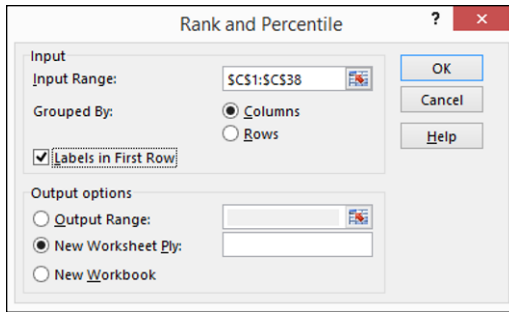 Rank and Percentile ? ×
Input
Input Range: $C$1:$C$38
OK
Grouped By: Columns
Cancel
Rows
Help
Labels in First Row
Output options
Output Range:
New Worksheet Ply:
New Workbook